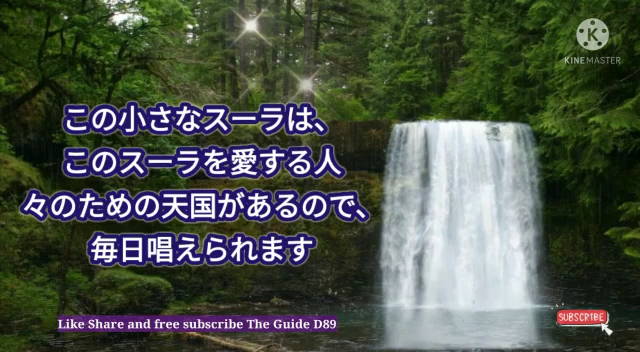 K
KINEMASTER
この小さなスーラは、
このスーラを愛する人
々のための天国があるので、
毎日唱えられます
SUBSCRIBE
Like Share and free subscribe The Guide D89